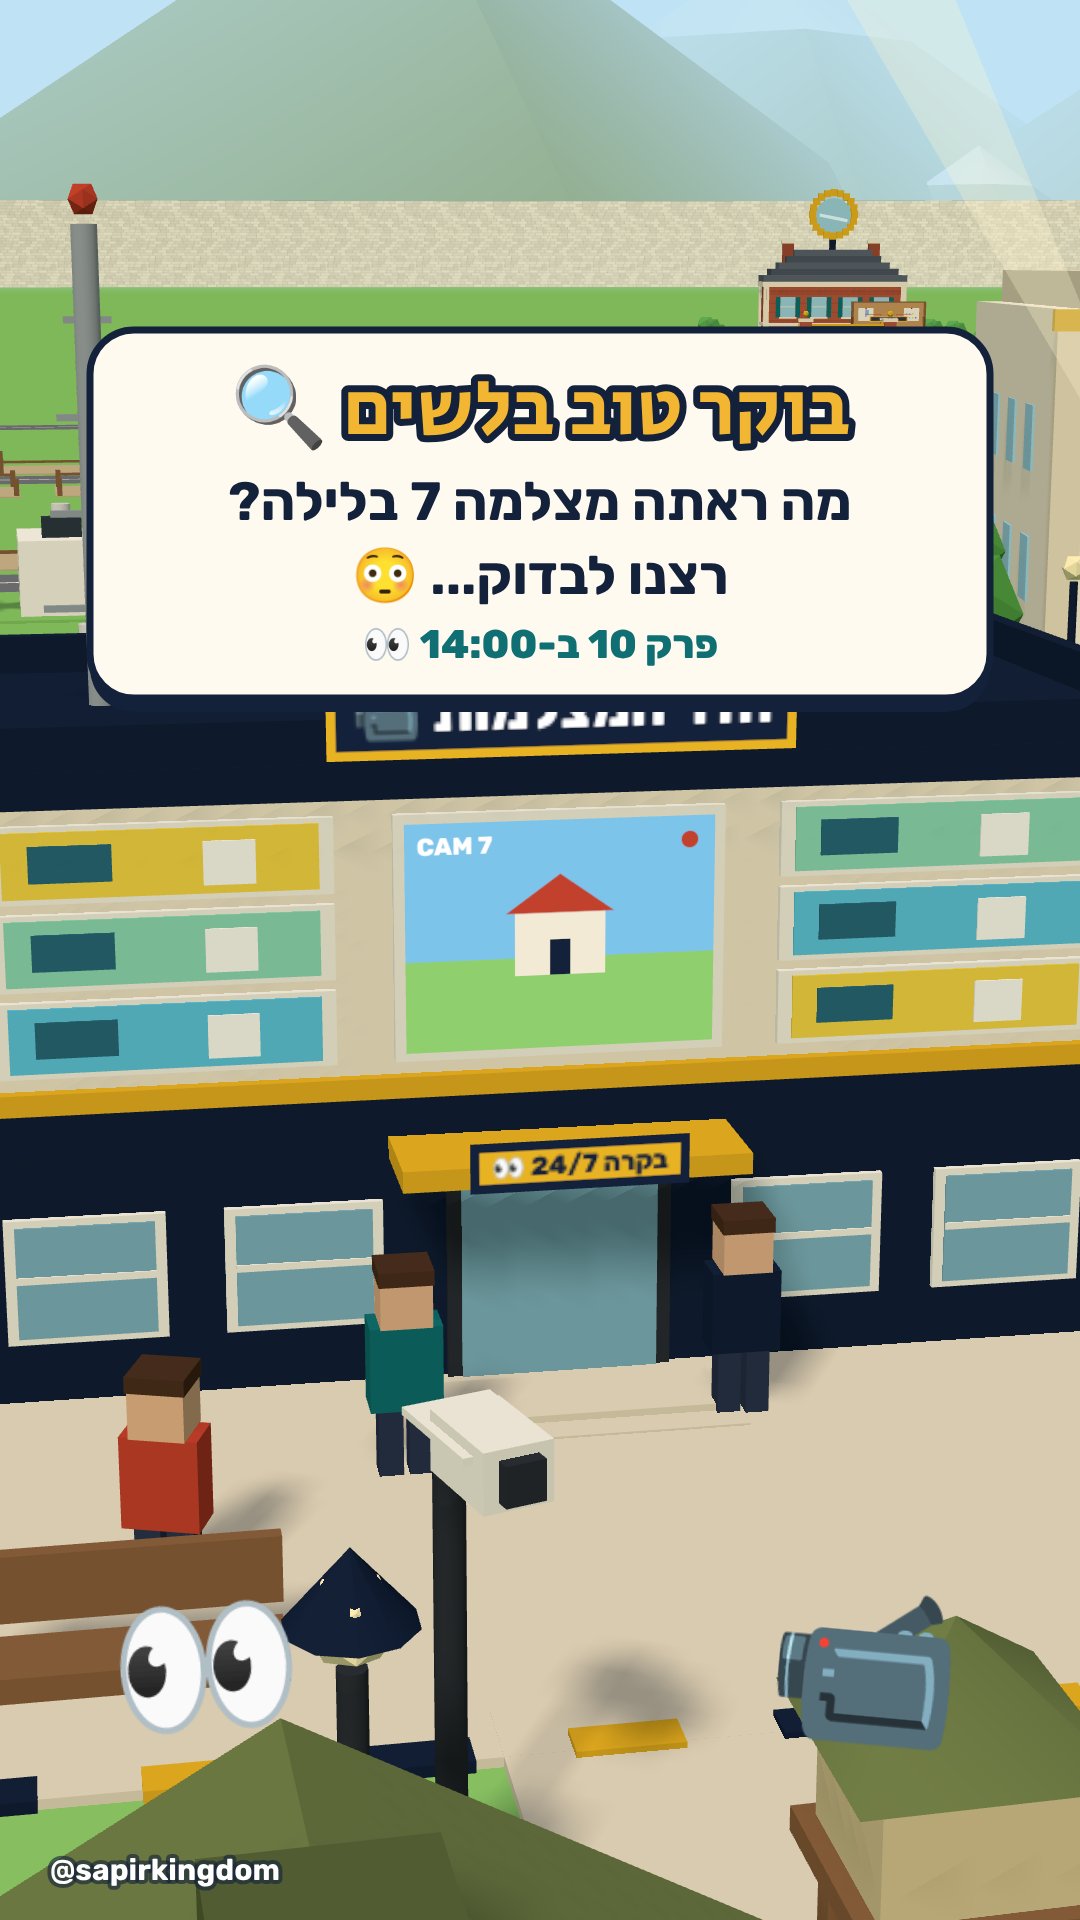 בוקר טוב בלשים 🔍
מה ראתה מצלמה 7 בלילה?
רצנו לבדוק... 😳
פרק 10 ב-14:00 👀
CAM 7
בקרה 24/7 👀
@sapirkingdom